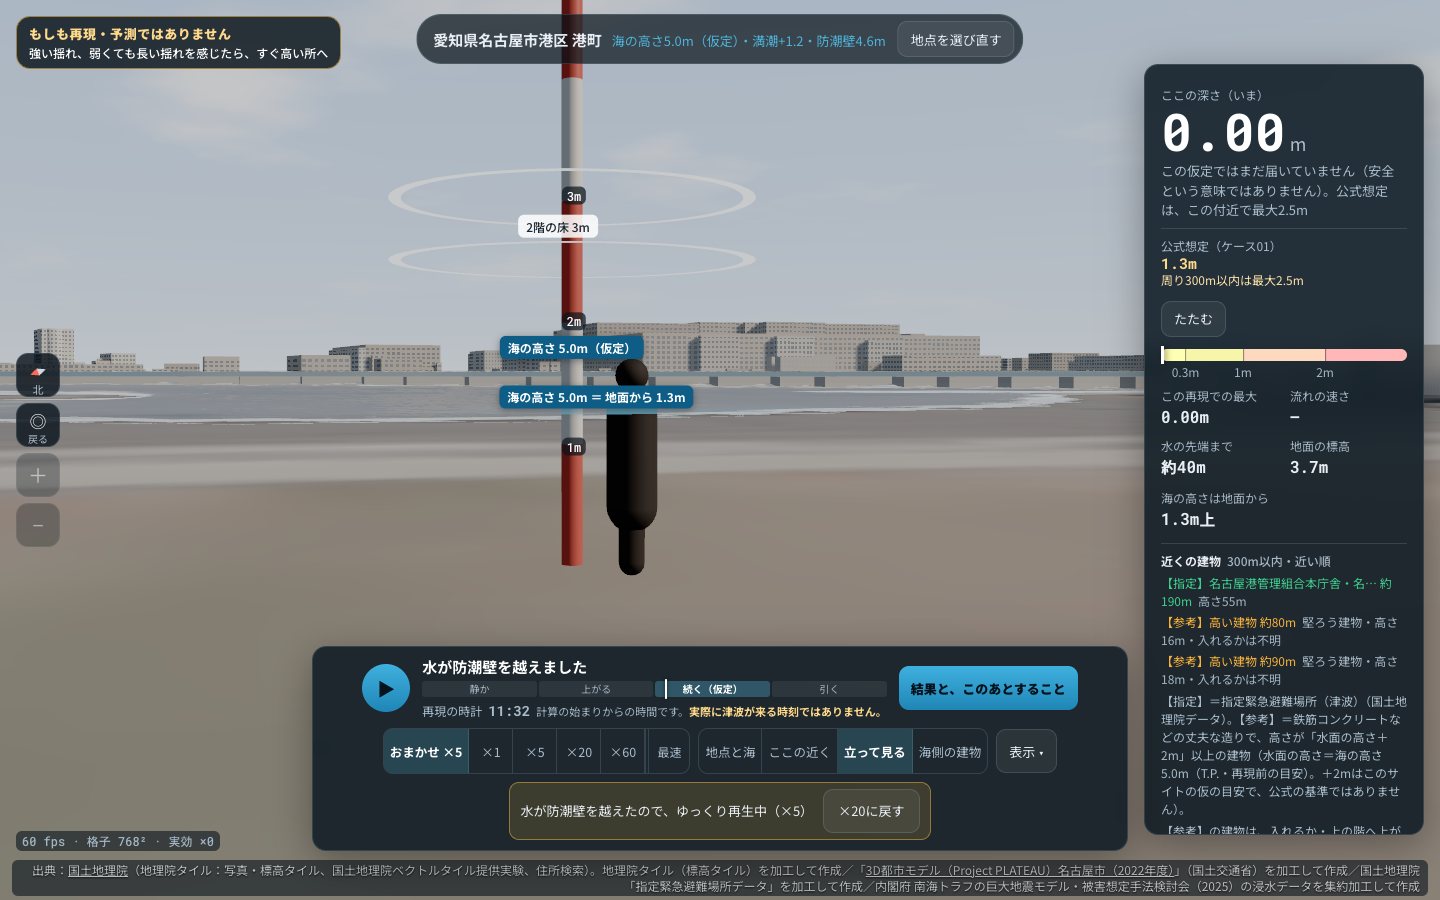 もしも再現・予測ではありません
強い揺れ、弱くても長い揺れを感じたら、すぐ高い所へ
愛知県名古屋市港区 港町 海の高さ5.0m（仮定）・満潮+1.2・防潮壁4.6m 地点を選び直す
3m
2階の床 3m
2m
海の高さ 5.0m（仮定）
海の高さ 5.0m ＝ 地面から 1.3m
1m
北
戻る
＋
−
ここの深さ（いま）
0.00 m
この仮定ではまだ届いていません（安全
という意味ではありません）。公式想定
は、この付近で最大2.5m
公式想定（ケース01）
1.3m
周り300m以内は最大2.5m
たたむ
0.3m 1m 2m
この再現での最大 流れの速さ
0.00m −
水の先端まで 地面の標高
約40m 3.7m
海の高さは地面から
1.3m上
近くの建物 300m以内・近い順
【指定】名古屋港管理組合本庁舎・名… 約
190m 高さ55m
【参考】高い建物 約80m 堅ろう建物・高さ
16m・入れるかは不明
【参考】高い建物 約90m 堅ろう建物・高さ
18m・入れるかは不明
【指定】＝指定緊急避難場所（津波）（国土地
理院データ）。【参考】＝鉄筋コンクリートな
どの丈夫な造りで、高さが「水面の高さ＋
2m」以上の建物（水面の高さ＝海の高さ
5.0m（T.P.・再現前の目安）。＋2mはこのサ
イトの仮の目安で、公式の基準ではありませ
ん）。
【参考】の建物は、入れるか・上の階へ上が
水が防潮壁を越えました
静か 上がる 続く（仮定） 引く
再現の時計 11:32 計算の始まりからの時間です。実際に津波が来る時刻ではありません。
結果と、このあとすること
おまかせ ×5 ×1 ×5 ×20 ×60 最速 地点と海 ここの近く 立って見る 海側の建物 表示 ▾
水が防潮壁を越えたので、ゆっくり再生中（×5） ×20に戻す
60 fps · 格子 768² · 実効 ×0
出典：国土地理院（地理院タイル：写真・標高タイル、国土地理院ベクトルタイル提供実験、住所検索）。地理院タイル（標高タイル）を加工して作成／「3D都市モデル（Project PLATEAU）名古屋市（2022年度）」（国土交通省）を加工して作成／国土地理院
「指定緊急避難場所データ」を加工して作成／内閣府 南海トラフの巨大地震モデル・被害想定手法検討会（2025）の浸水データを集約加工して作成